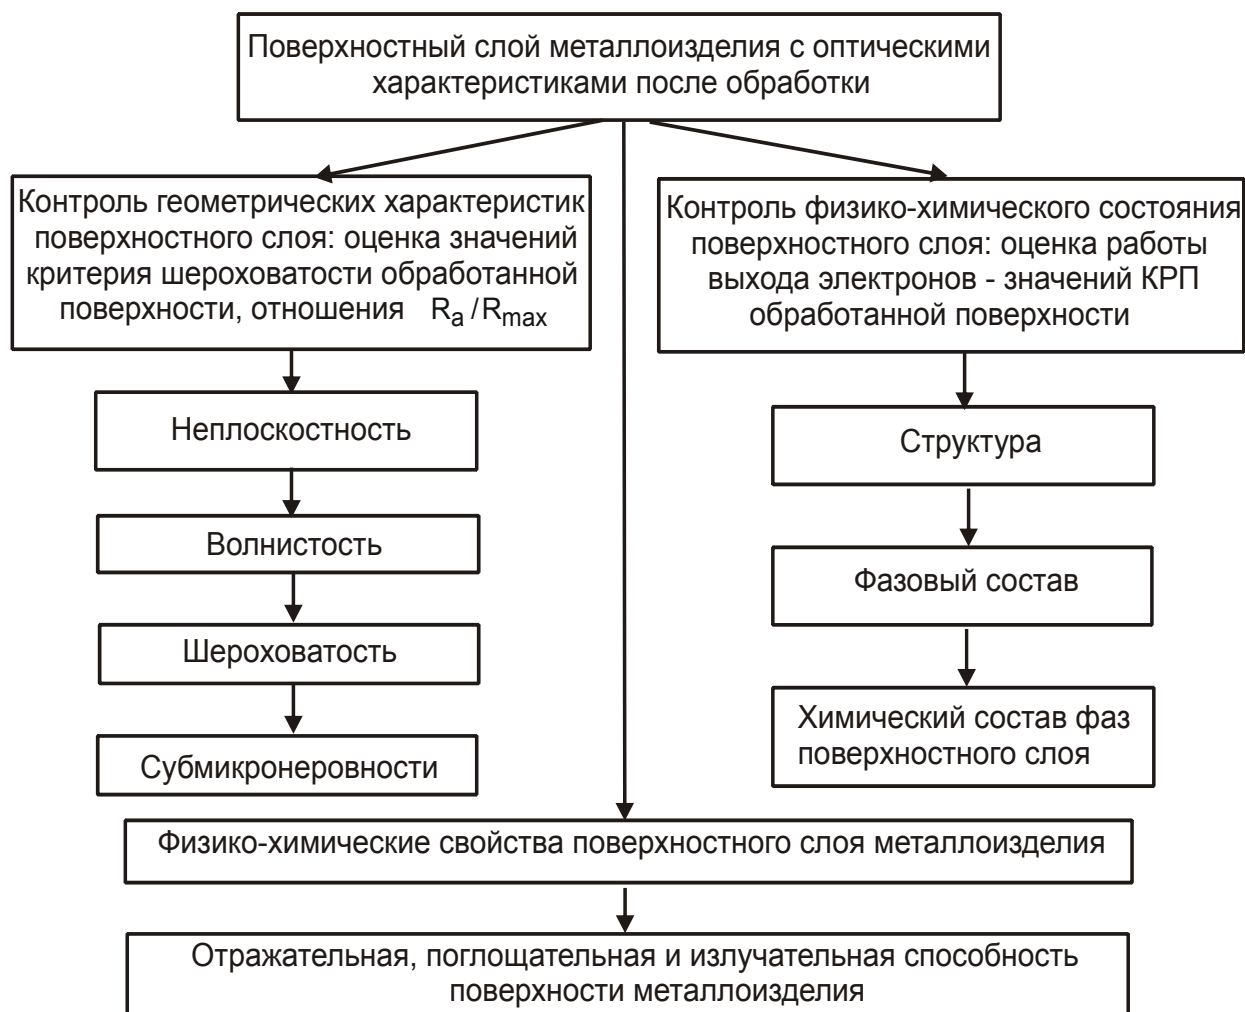 Поверхностный слой металлоизделия с оптическими
характеристиками после обработки
Контроль геометрических характеристик
поверхностного слоя: оценка значений
критерия шероховатости обработанной
поверхности, отношения Ra/Rmax
Неплоскостность
Волнистость
Шероховатость
Субмикронеровности
Контроль физико-химического состояния
поверхностного слоя: оценка работы
выхода электронов - значений КРП
обработанной поверхности
Структура
Фазовый состав
Химический состав фаз
поверхностного слоя
Физико-химические свойства поверхностного слоя металлоизделия
Отражательная, поглощательная и излучательная способность
поверхности металлоизделия